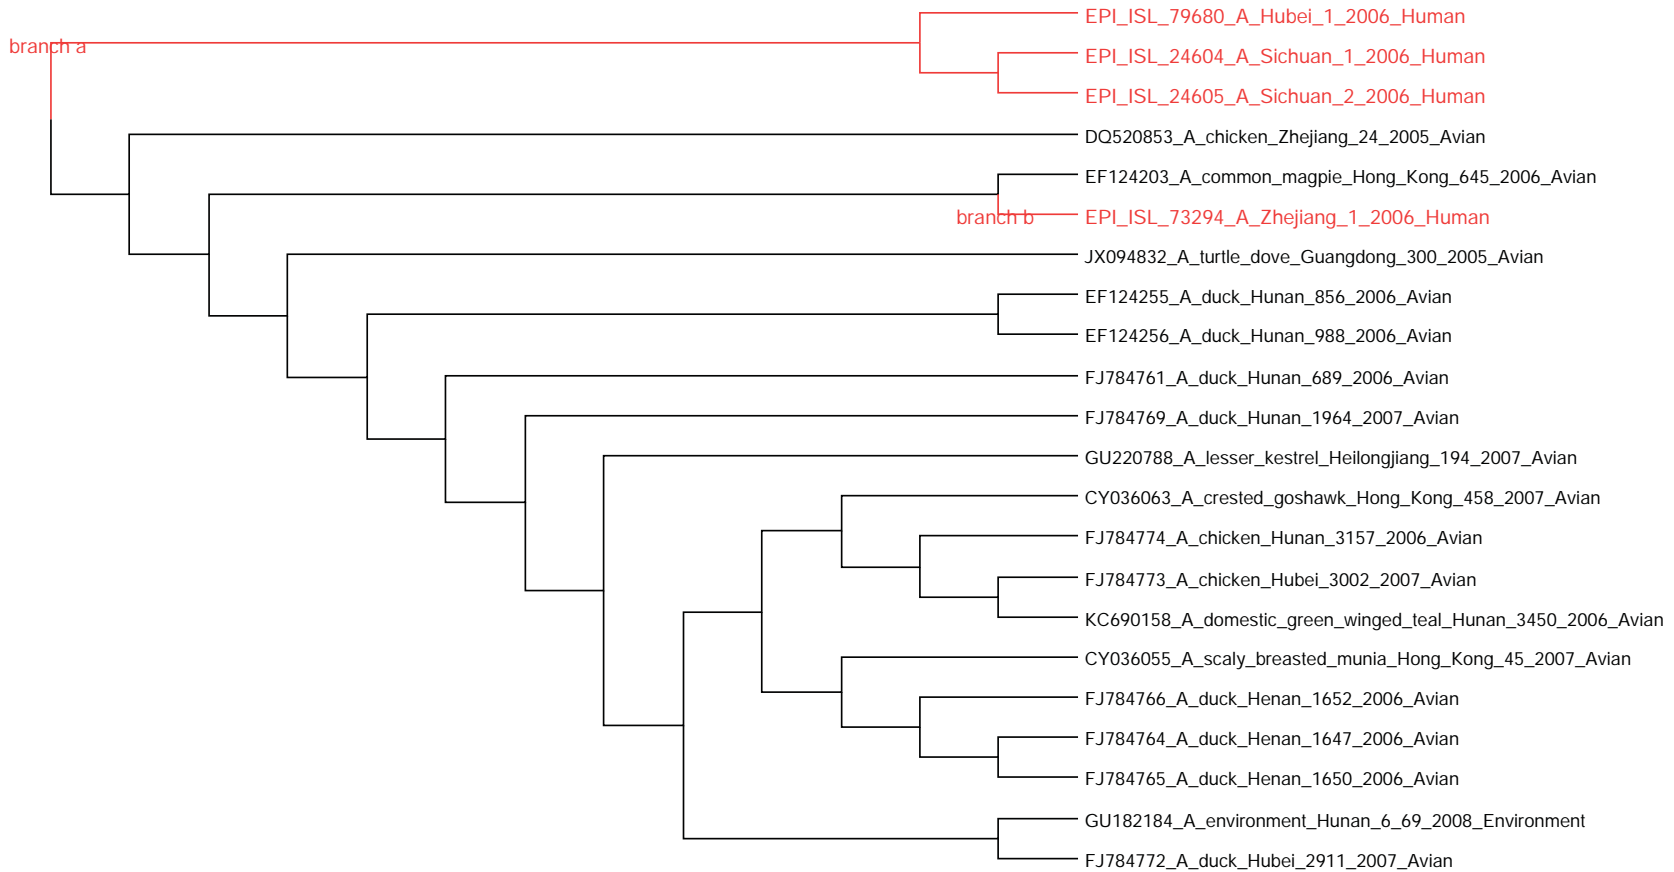 EPI_ISL_79680_A_Hubei_1_2006_Human
branch a
EPI_ISL_24604_A_Sichuan_1_2006_Human
EPI_ISL_24605_A_Sichuan_2_2006_Human
DQ520853_A_chicken_Zhejiang_24_2005_Avian
EF124203_A_common_magpie_Hong_Kong_645_2006_Avian
branch b
EPI_ISL_73294_A_Zhejiang_1_2006_Human
JX094832_A_turtle_dove_Guangdong_300_2005_Avian
EF124255_A_duck_Hunan_856_2006_Avian
EF124256_A_duck_Hunan_988_2006_Avian
FJ784761_A_duck_Hunan_689_2006_Avian
FJ784769_A_duck_Hunan_1964_2007_Avian
GU220788_A_lesser_kestrel_Heilongjiang_194_2007_Avian
CY036063_A_crested_goshawk_Hong_Kong_458_2007_Avian
FJ784774_A_chicken_Hunan_3157_2006_Avian
FJ784773_A_chicken_Hubei_3002_2007_Avian
KC690158_A_domestic_green_winged_teal_Hunan_3450_2006_Avian
CY036055_A_scaly_breasted_munia_Hong_Kong_45_2007_Avian
FJ784766_A_duck_Henan_1652_2006_Avian
FJ784764_A_duck_Henan_1647_2006_Avian
FJ784765_A_duck_Henan_1650_2006_Avian
GU182184_A_environment_Hunan_6_69_2008_Environment
FJ784772_A_duck_Hubei_2911_2007_Avian